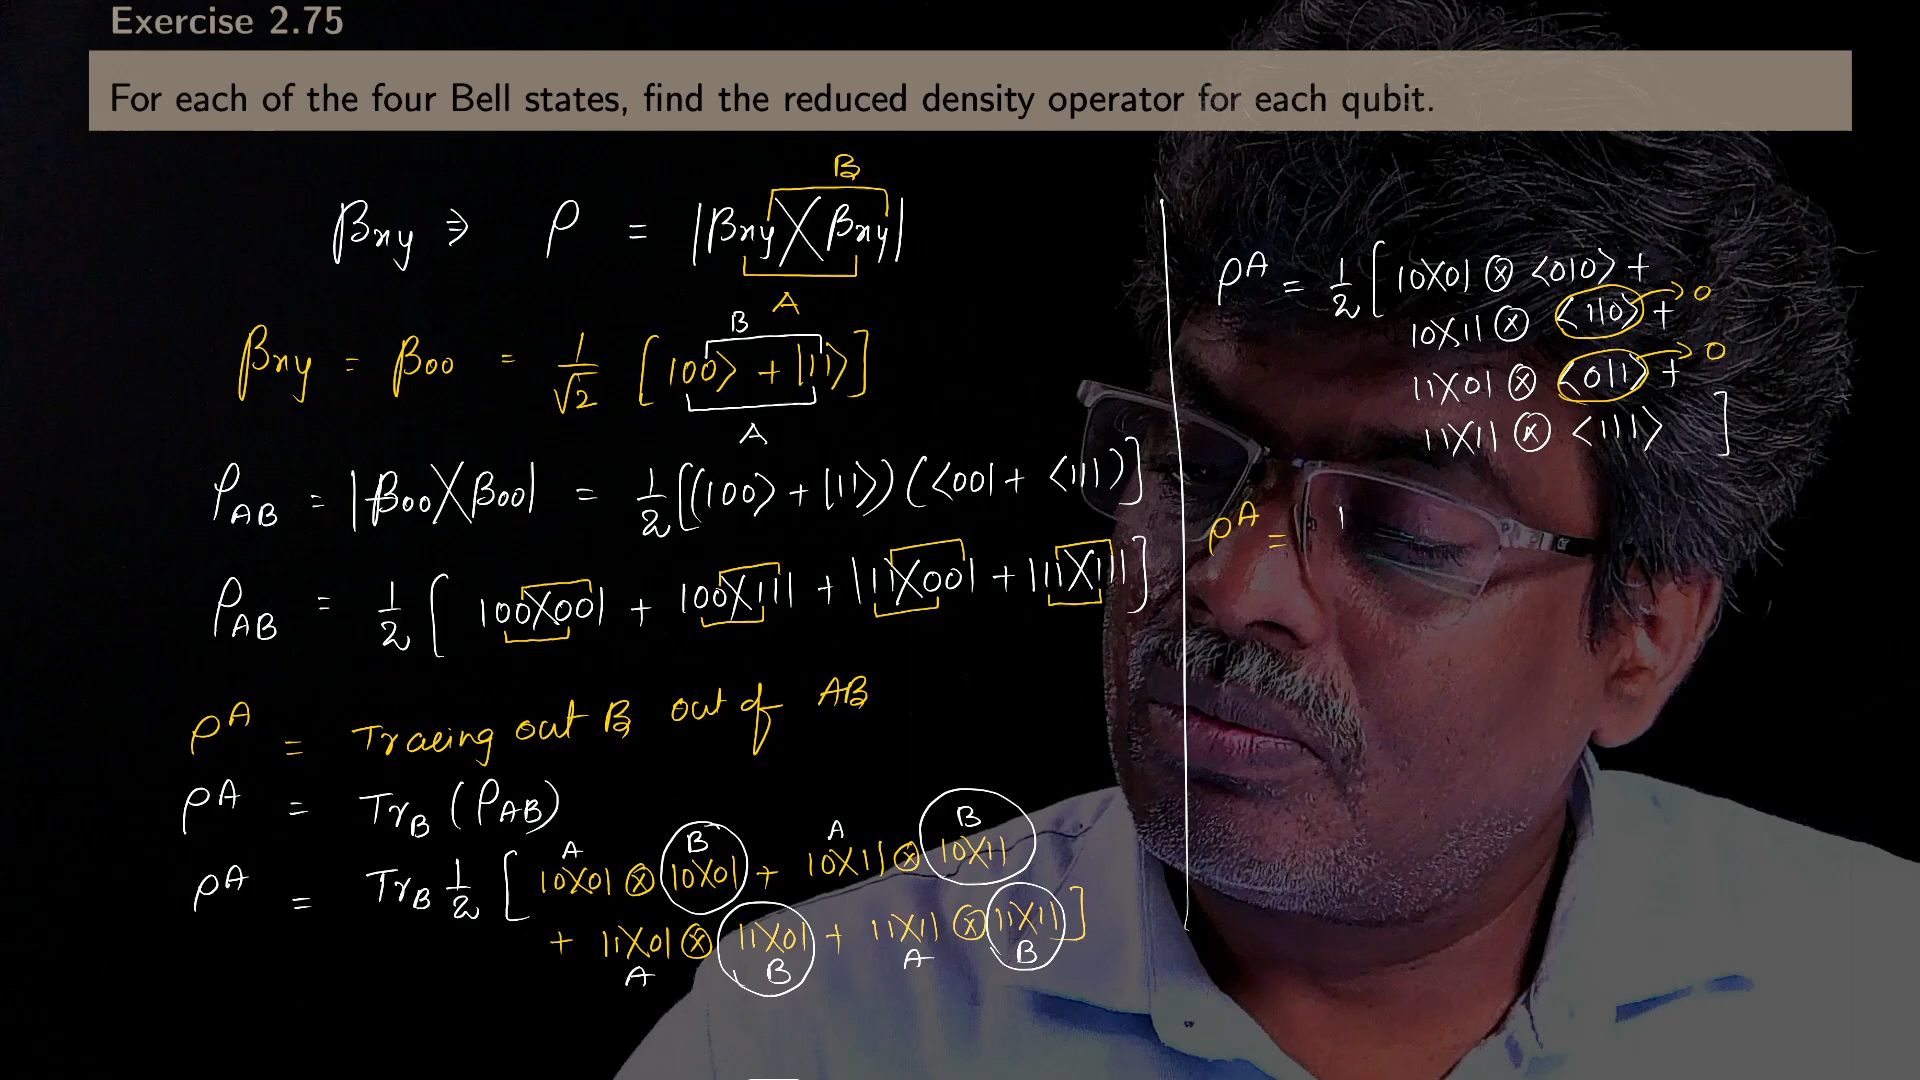 Exercise 2.75
For each of the four Bell states, find the reduced density operator for each qubit.
B
βxy ⇒ ρ = |βxy⟩⟨βxy|
A
B
βxy = β00 = 1/√2 [|00⟩ + |11⟩]
A
ρAB = |β00⟩⟨β00| = 1/2[(|00⟩ + |11⟩)(⟨00| + ⟨11|)]
ρAB = 1/2 [ |00⟩⟨00| + |00⟩⟨11| + |11⟩⟨00| + |11⟩⟨11| ]
ρA = Tracing out B out of AB
ρA = TrB (ρAB)
A B A B
ρA = TrB 1/2 [ |0⟩⟨0| ⊗ |0⟩⟨0| + |0⟩⟨1| ⊗ |0⟩⟨1|
+ |1⟩⟨0| ⊗ |1⟩⟨0| + |1⟩⟨1| ⊗ |1⟩⟨1| ]
A B A B
ρA = 1/2 [ |0⟩⟨0| ⊗ ⟨0|0⟩ +
|0⟩⟨1| ⊗ ⟨1|0⟩ + → 0
|1⟩⟨0| ⊗ ⟨0|1⟩ + → 0
|1⟩⟨1| ⊗ ⟨1|1⟩ ]
ρA =